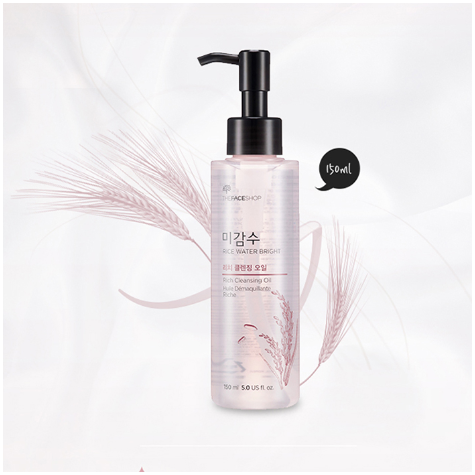 150ml
THEFACESHOP
미감수
RICE WATER BRIGHT
리치 클렌징 오일
Rich Cleansing Oil
Huile Démaquillante
Riche
150 ml 5.0 US fl. oz.